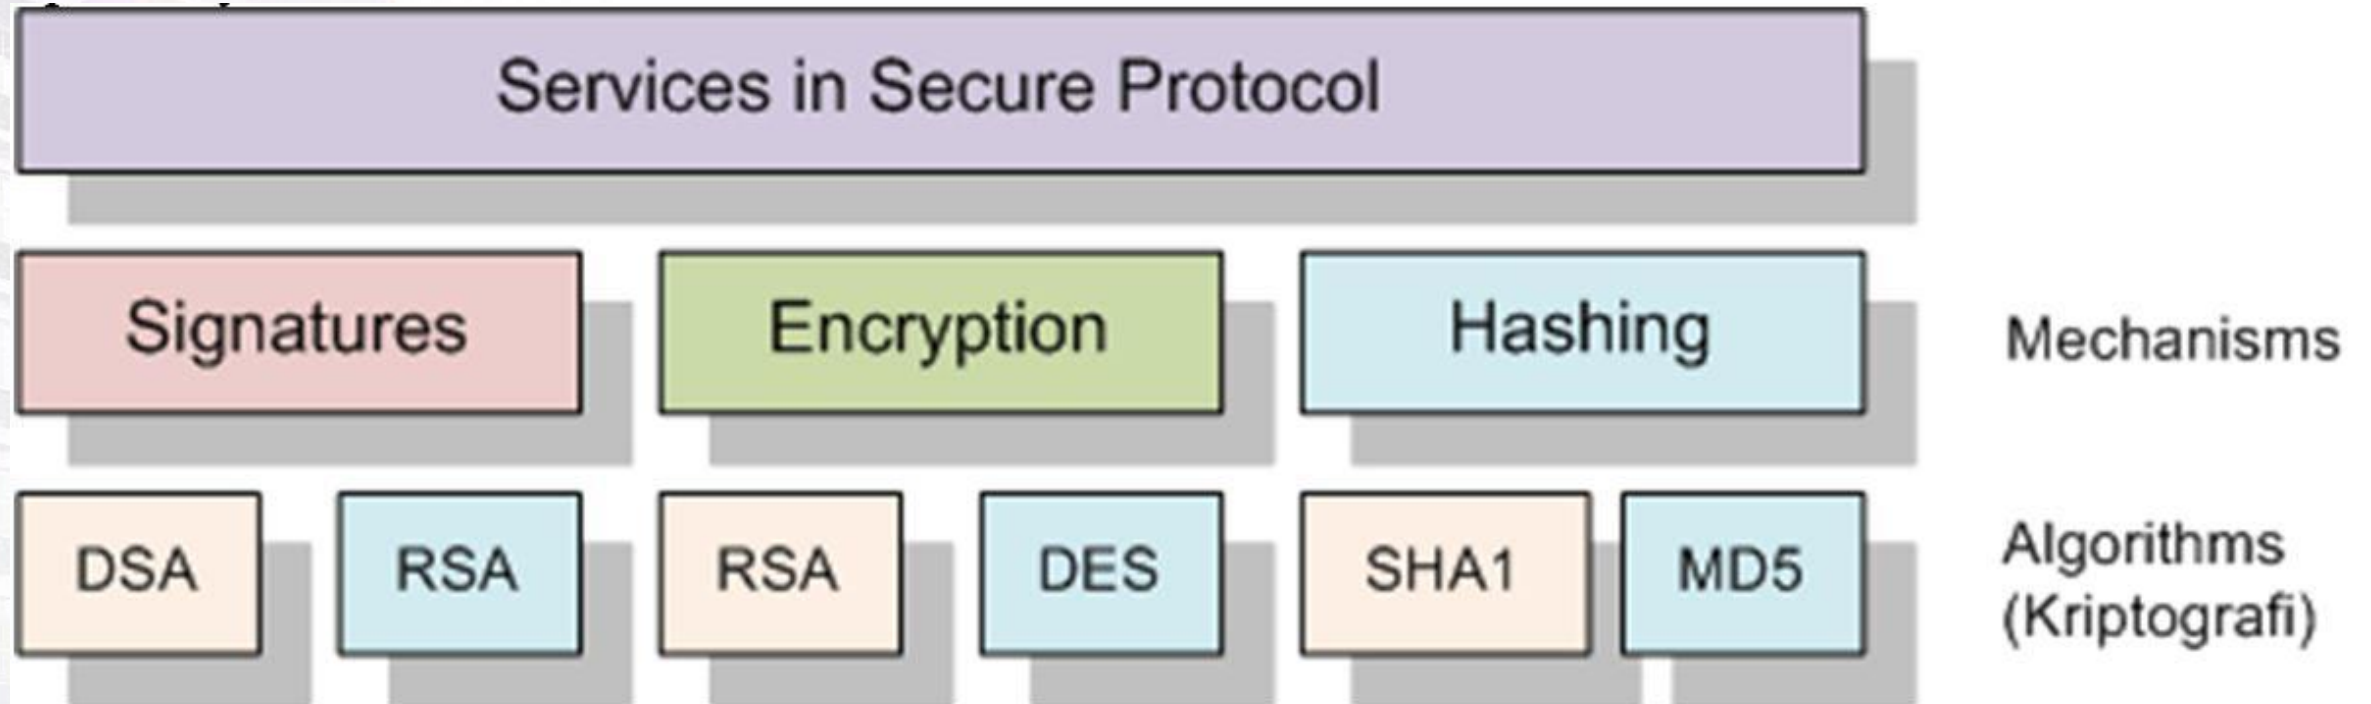 Services in Secure Protocol
Signatures
Encryption
Hashing
Mechanisms
DSA
RSA
RSA
DES
SHA1
MD5
Algorithms
(Kriptografi)